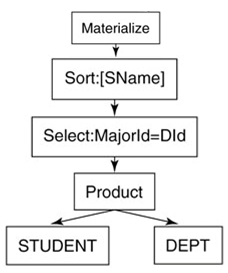 Materialize
Sort:[SName]
Select:MajorId=DId
Product
STUDENT
DEPT